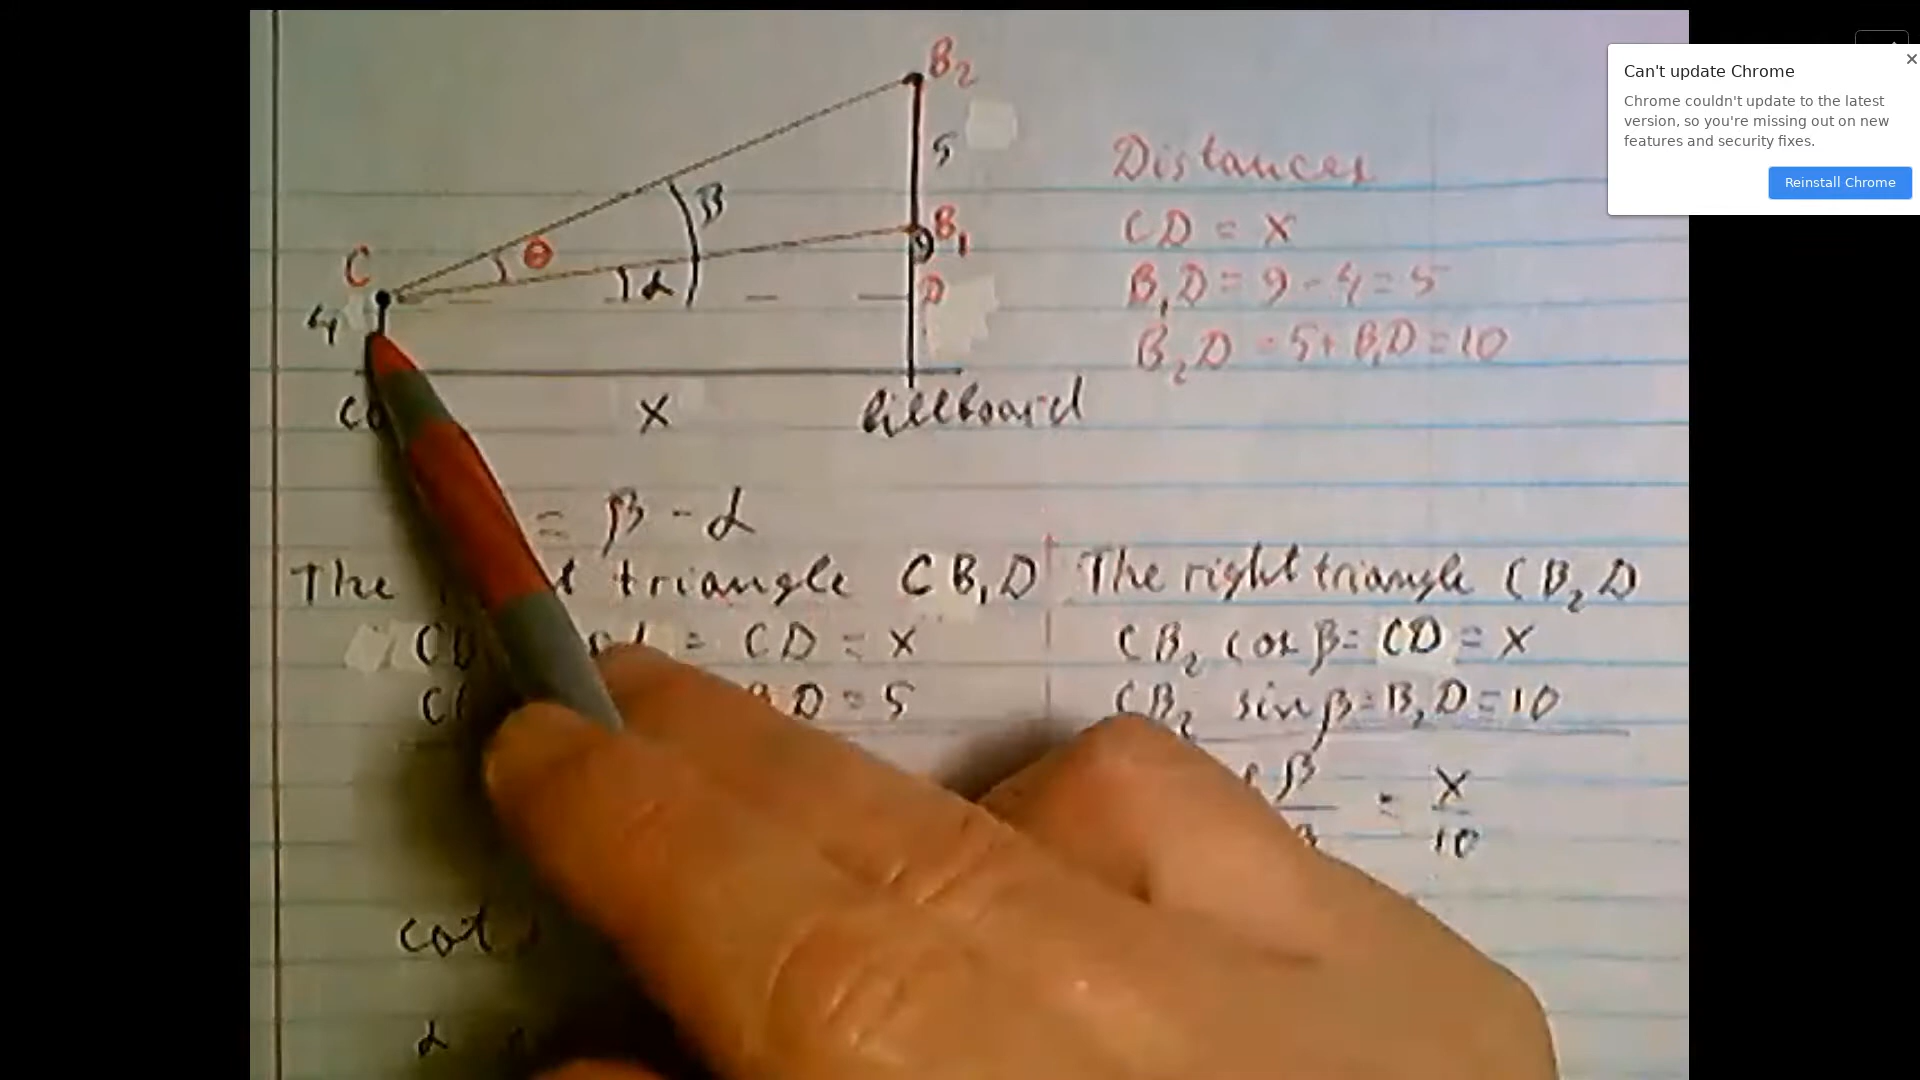 B2
5
B1
9
β
θ
α
C
D
4
x
billboard
Distances
CD = x
B1D = 9 - 4 = 5
B2D = 5 + B1D = 10
= β - α
The triangle CB1D
= CD = x
D = 5
The right triangle CB2D
CB2 cos β = CD = x
CB2 sin β = B2D = 10
β = x
10
cot
α
Can't update Chrome
Chrome couldn't update to the latest
version, so you're missing out on new
features and security fixes.
Reinstall Chrome